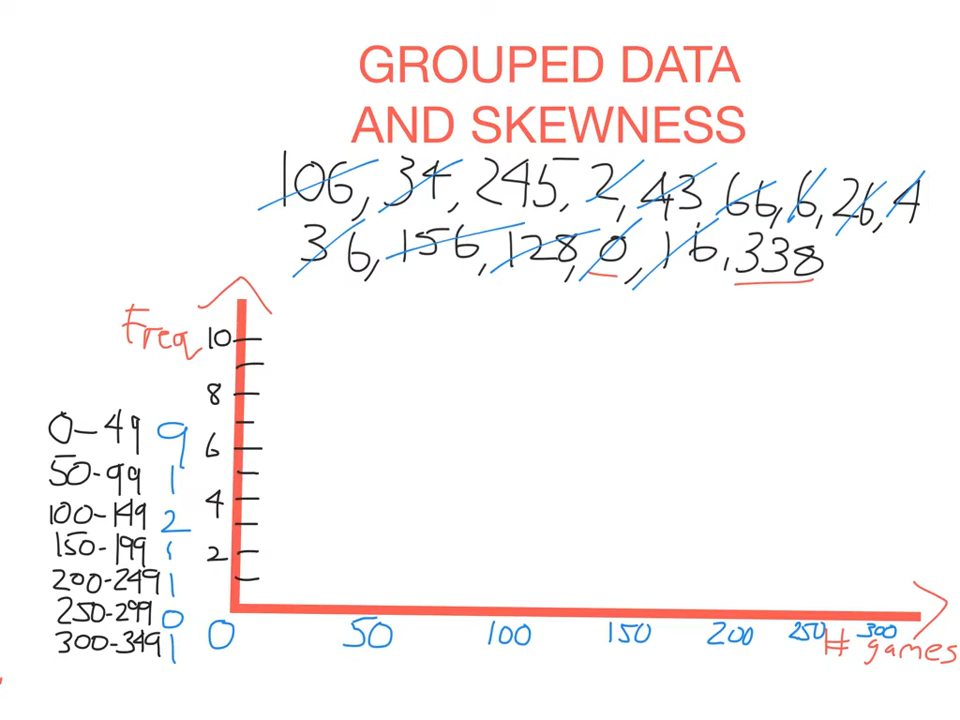 GROUPED DATA
AND SKEWNESS
106, 34, 245, 2, 43, 66, 6, 26, 4
36, 156, 128, 0, 16, 338
Freq
10
8
6
4
2
0-49 9
50-99 1
100-149 2
150-199 1
200-249 1
250-299 0
300-349 1
0 50 100 150 200 250 300
# games